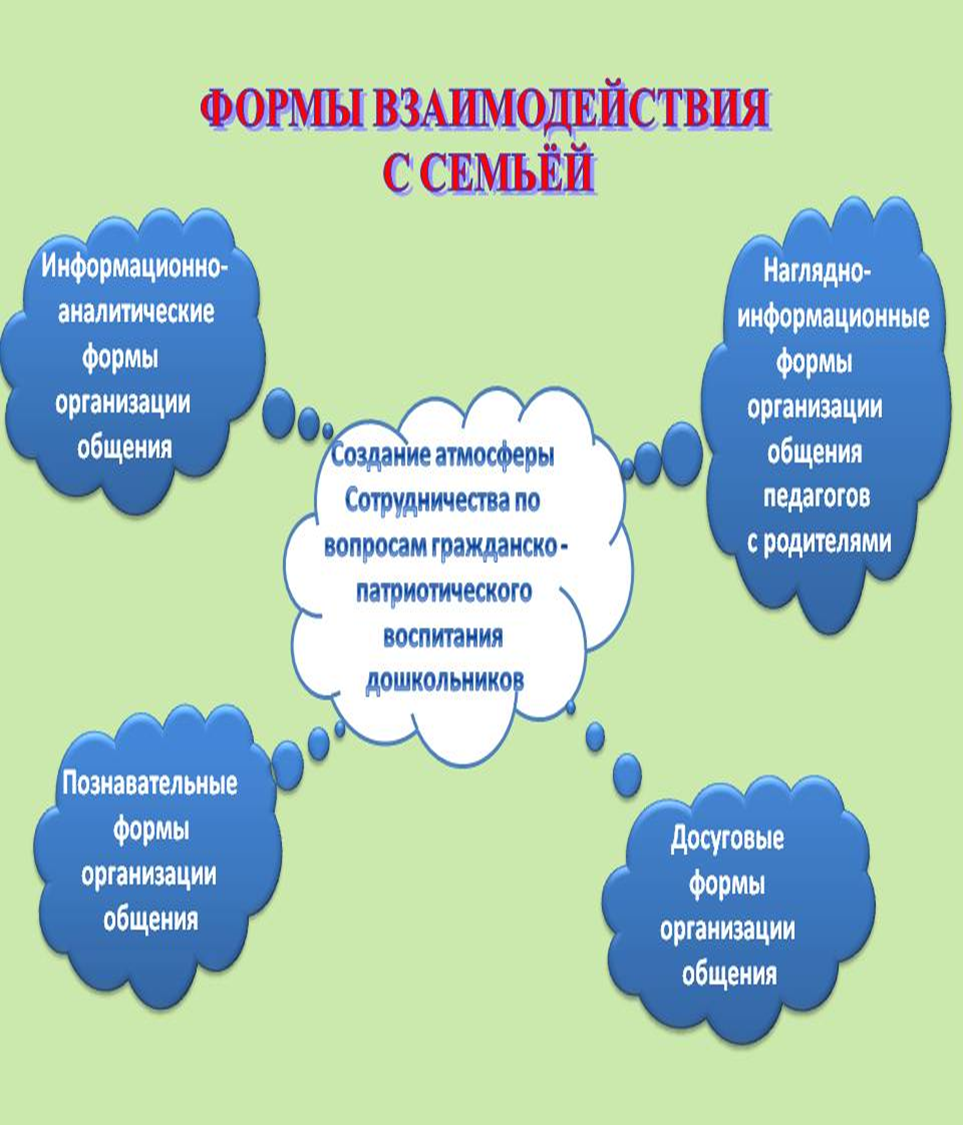 ФОРМЫ ВЗАИМОДЕЙСТВИЯ
С СЕМЬЁЙ
Информационно-
аналитические
формы
организации
общения
Наглядно-
информационные
формы
организации
общения
педагогов
с родителями
Создание атмосферы
Сотрудничества по
вопросам гражданско -
патриотического
воспитания
дошкольников
Познавательные
формы
организации
общения
Досуговые
формы
организации
общения